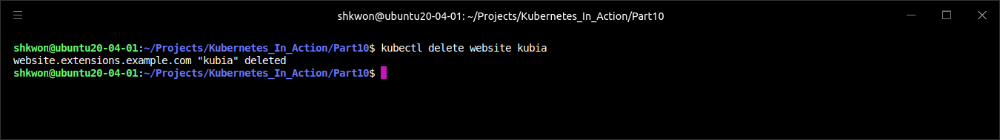 shkwon@ubuntu20-04-01: ~/Projects/Kubernetes_In_Action/Part10
shkwon@ubuntu20-04-01:~/Projects/Kubernetes_In_Action/Part10$ kubectl delete website kubia
website.extensions.example.com "kubia" deleted
shkwon@ubuntu20-04-01:~/Projects/Kubernetes_In_Action/Part10$